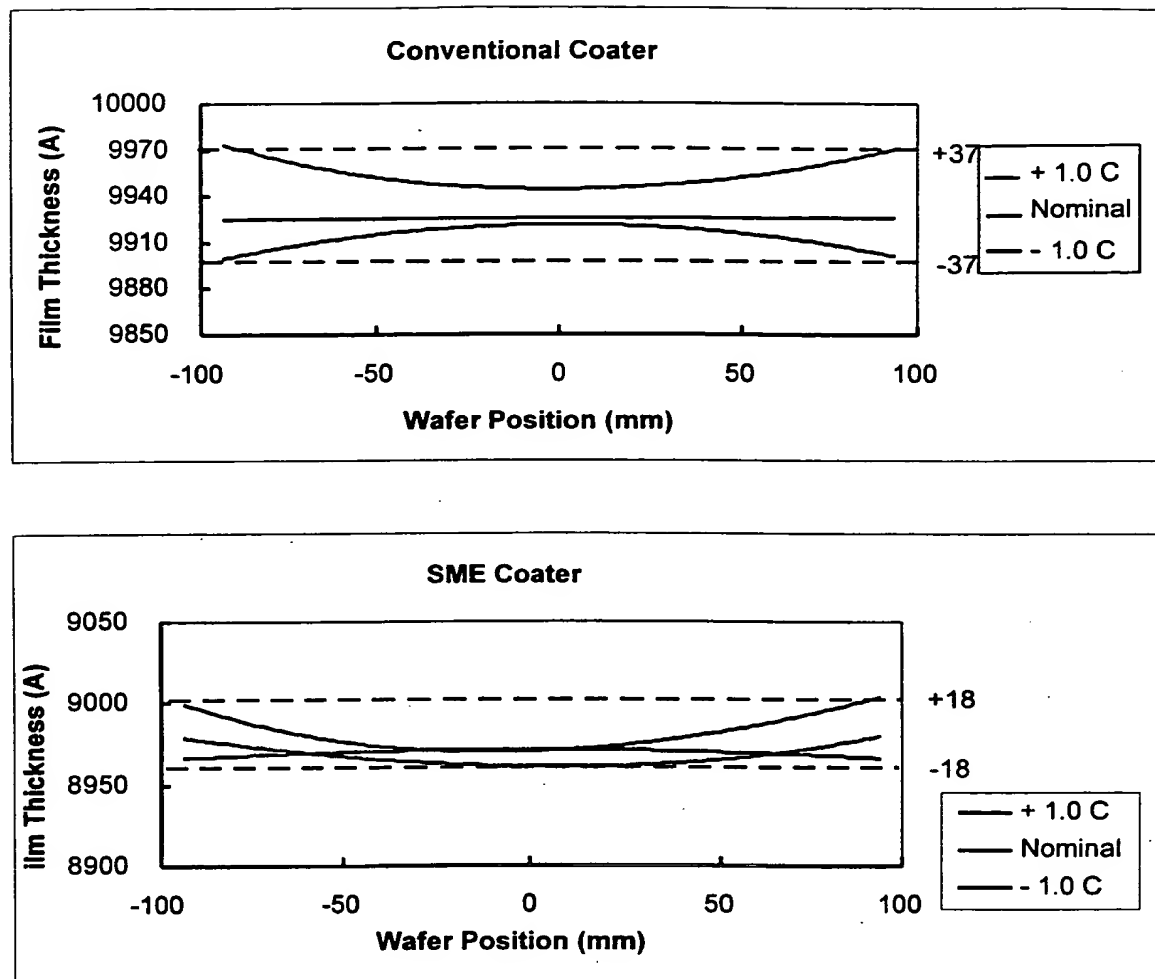 Conventional Coater
Film Thickness (A)
10000
9970
9940
9910
9880
9850
-100
-50
0
50
100
Wafer Position (mm)
+37
-37
+ 1.0 C
Nominal
- 1.0 C
SME Coater
ilm Thickness (A)
9050
9000
8950
8900
-100
-50
0
50
100
Wafer Position (mm)
+18
-18
+ 1.0 C
Nominal
- 1.0 C